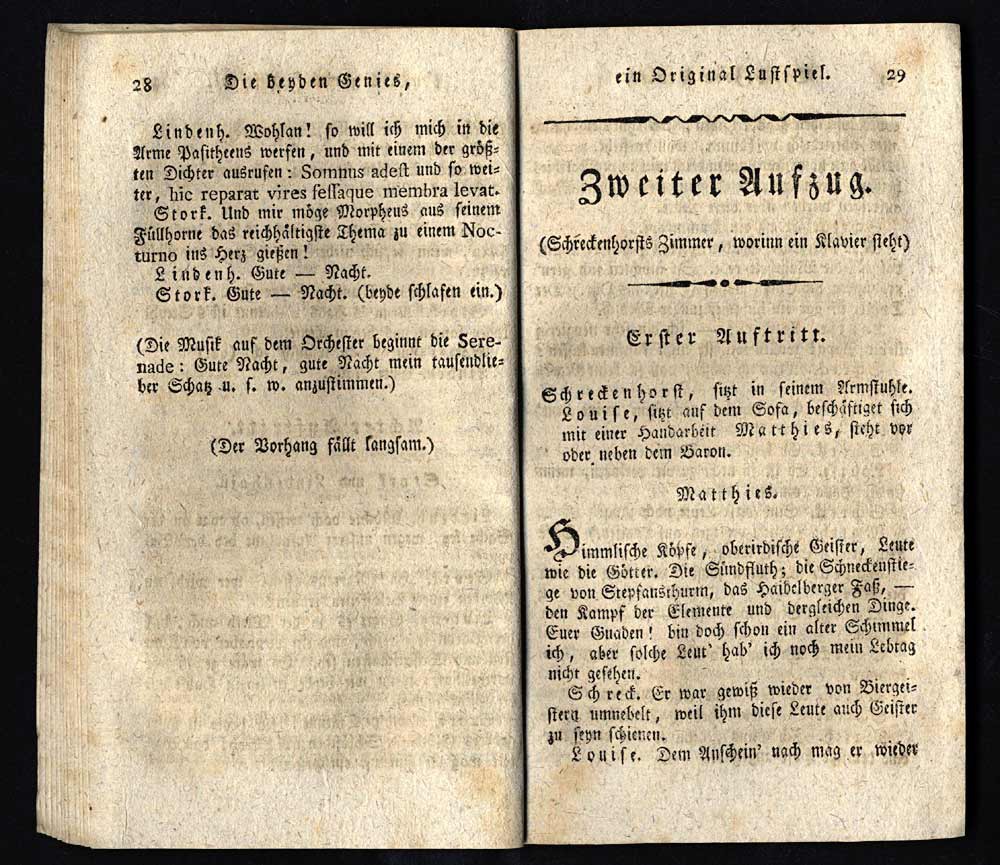 28 Die beyden Genies,
Lindenh. Wohlan! so will ich mich in die
Arme Pasitheens werfen, und mit einem der größ-
ten Dichter ausrufen: Somnus adest und so wei-
ter, hic reparat vires fessaque membra levat.
Stork. Und mir möge Morpheus aus seinem
Füllhorne das reichhältigste Thema zu einem Noc-
turno ins Herz gießen!
Lindenh. Gute — Nacht.
Stork. Gute — Nacht. (beyde schlafen ein.)
(Die Musik auf dem Orchester beginnt die Sere-
nade: Gute Nacht, gute Nacht mein tausendlie-
ber Schatz u. s. w. anzustimmen.)
(Der Vorhang fällt langsam.)
ein Original Lustspiel. 29
Zweiter Aufzug.
(Schreckenhorsts Zimmer, worinn ein Klavier steht)
Erster Auftritt.
Schreckenhorst, sitzt in seinem Armstuhle.
Louise, sitzt auf dem Sofa, beschäftiget sich
mit einer Handarbeit Matthies, steht vor
oder neben dem Baron.
Matthies.
Himmlische Köpfe, oberirdische Geister, Leute
wie die Götter. Die Sündfluth; die Schneckenstie-
ge von Stepfansthurm, das Haidelberger Faß, —
den Kampf der Elemente und dergleichen Dinge.
Euer Gnaden! bin doch schon ein alter Schimmel
ich, aber solche Leut' hab' ich noch mein Lebtag
nicht gesehen.
Schreck. Er war gewiß wieder von Biergei-
stern umnebelt, weil ihm diese Leute auch Geister
zu seyn schienen.
Louise. Dem Anschein' nach mag er wieder